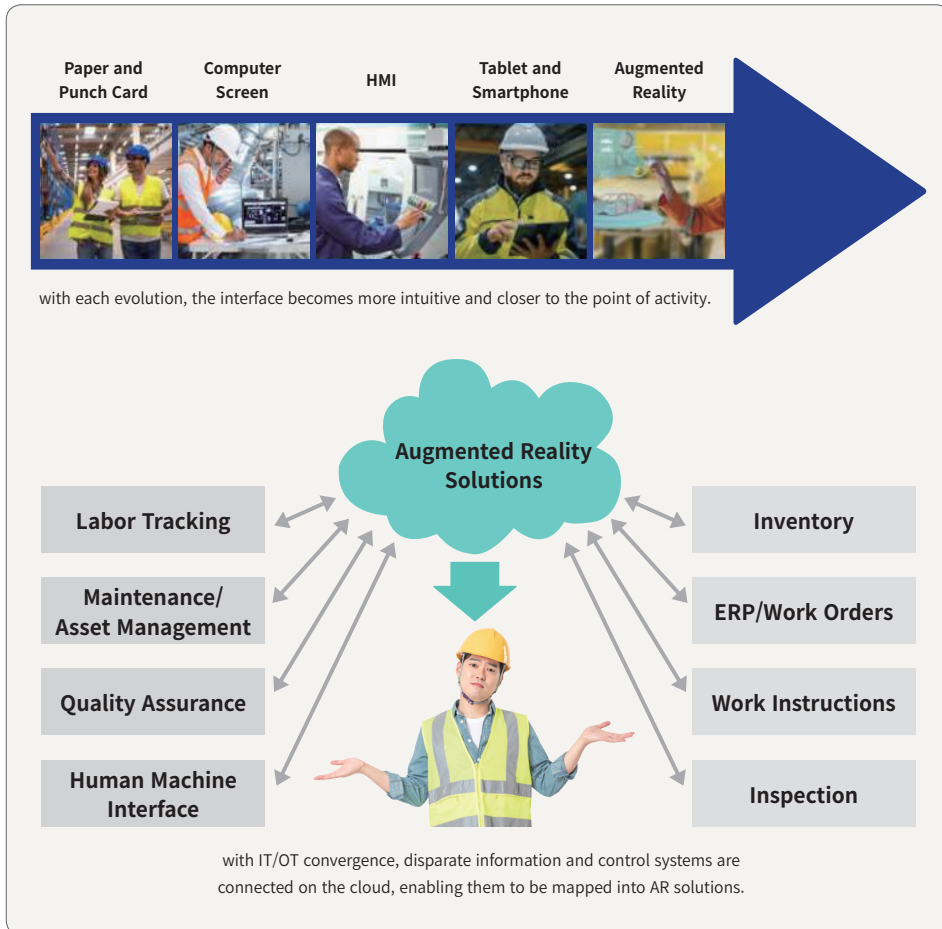 Paper and
Punch Card
Computer
Screen
HMI
Tablet and
Smartphone
Augmented
Reality
with each evolution, the interface becomes more intuitive and closer to the point of activity.
Augmented Reality
Solutions
Labor Tracking
Maintenance/
Asset Management
Quality Assurance
Human Machine
Interface
Inventory
ERP/Work Orders
Work Instructions
Inspection
with IT/OT convergence, disparate information and control systems are
connected on the cloud, enabling them to be mapped into AR solutions.